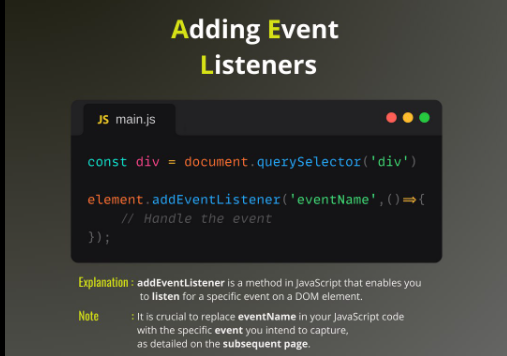 Adding Event
Listeners
JS main.js
const div = document.querySelector('div')
element.addEventListener('eventName',()=>{
// Handle the event
});
Explanation : addEventListener is a method in JavaScript that enables you
to listen for a specific event on a DOM element.
Note : It is crucial to replace eventName in your JavaScript code
with the specific event you intend to capture,
as detailed on the subsequent page.